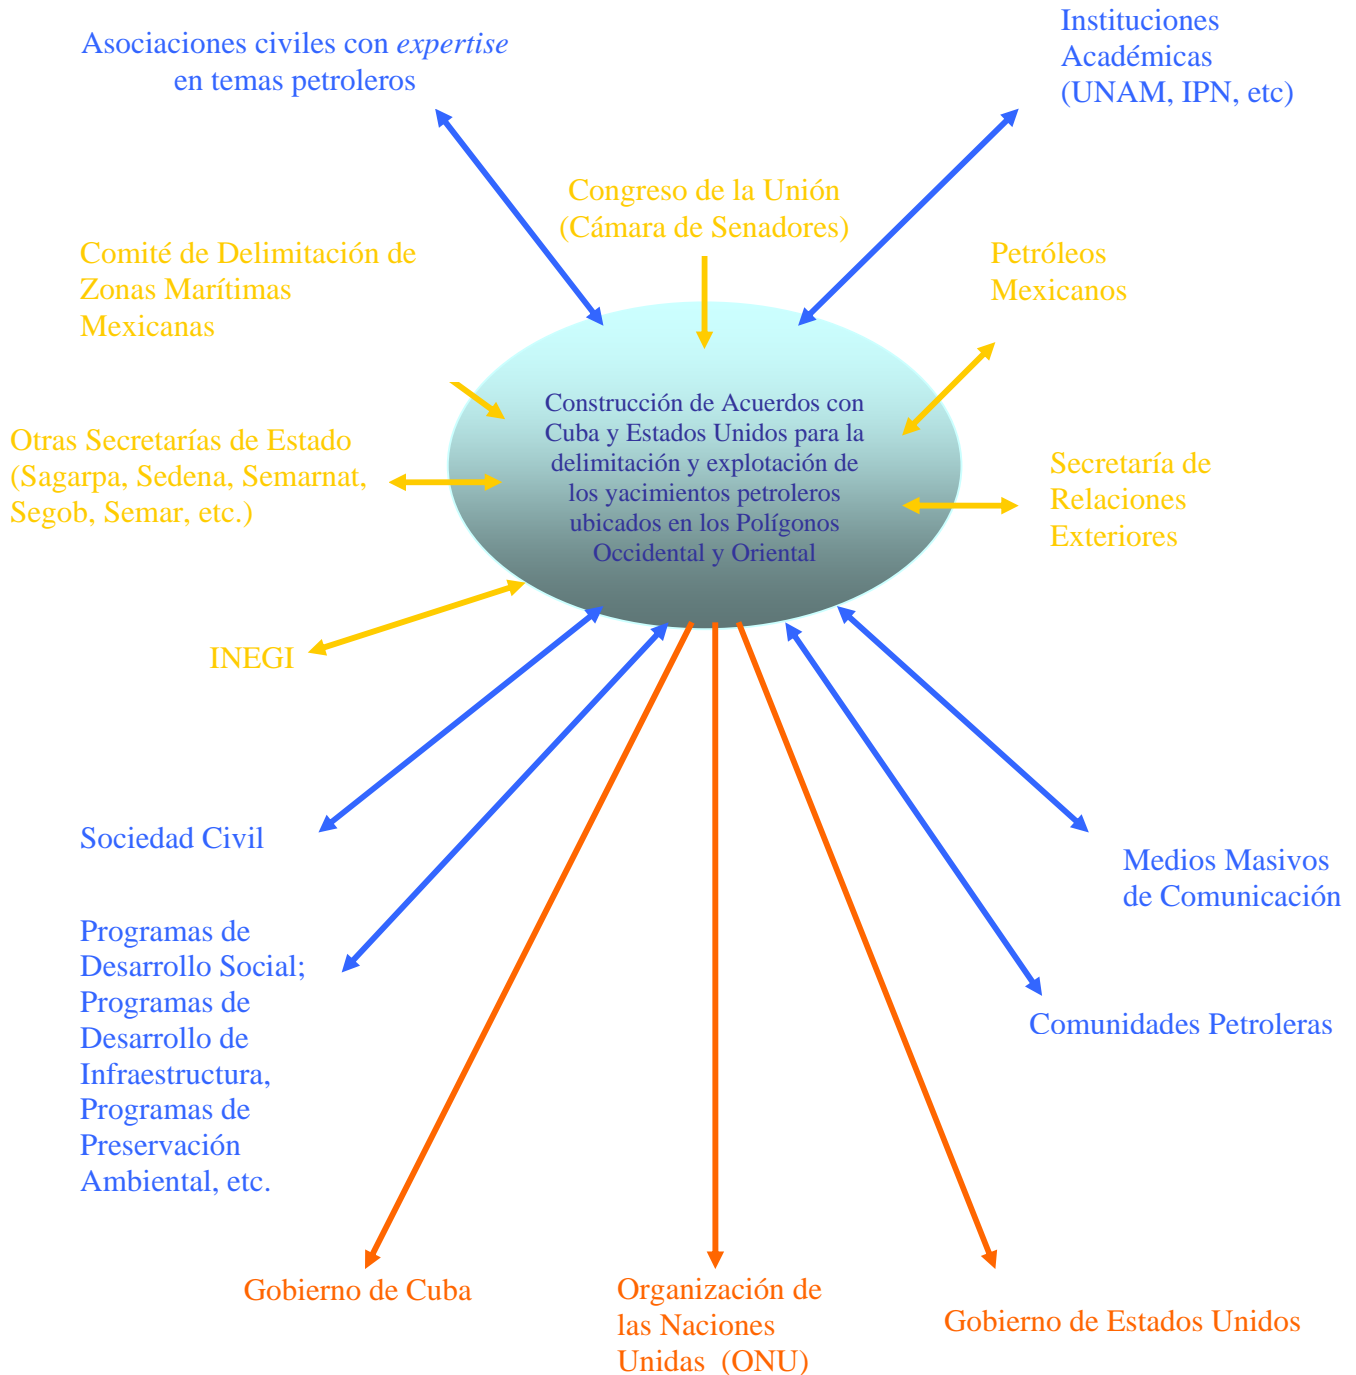 Asociaciones civiles con expertise
en temas petroleros
Instituciones
Académicas
(UNAM, IPN, etc)
Congreso de la Unión
(Cámara de Senadores)
Comité de Delimitación de
Zonas Marítimas
Mexicanas
Petróleos
Mexicanos
Construcción de Acuerdos con
Cuba y Estados Unidos para la
delimitación y explotación de
los yacimientos petroleros
ubicados en los Polígonos
Occidental y Oriental
Otras Secretarías de Estado
(Sagarpa, Sedena, Semarnat,
Segob, Semar, etc.)
Secretaría de
Relaciones
Exteriores
INEGI
Sociedad Civil
Medios Masivos
de Comunicación
Programas de
Desarrollo Social;
Programas de
Desarrollo de
Infraestructura,
Programas de
Preservación
Ambiental, etc.
Comunidades Petroleras
Gobierno de Cuba
Organización de
las Naciones
Unidas  (ONU)
Gobierno de Estados Unidos